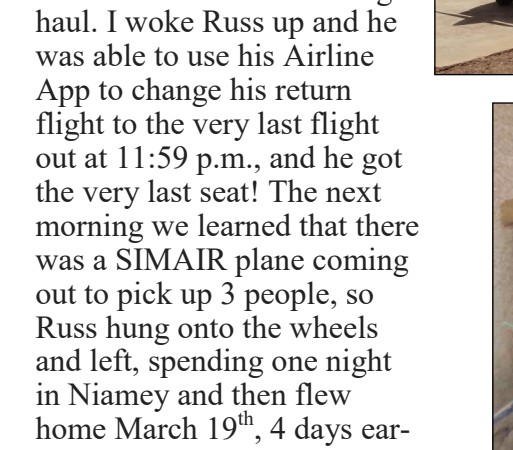 haul. I woke Russ up and he
was able to use his Airline
App to change his return
flight to the very last flight
out at 11:59 p.m., and he got
the very last seat! The next
morning we learned that there
was a SIMAIR plane coming
out to pick up 3 people, so
Russ hung onto the wheels
and left, spending one night
in Niamey and then flew
home March 19th, 4 days ear-